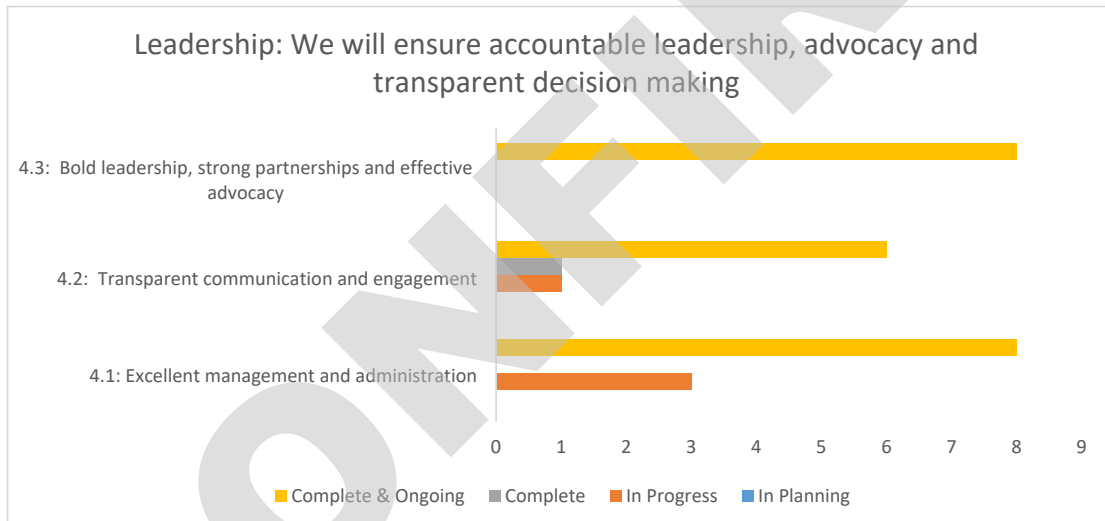 Leadership: We will ensure accountable leadership, advocacy and
transparent decision making
4.3: Bold leadership, strong partnerships and effective
advocacy
4.2: Transparent communication and engagement
4.1: Excellent management and administration
0 1 2 3 4 5 6 7 8 9
Complete & Ongoing Complete In Progress In Planning